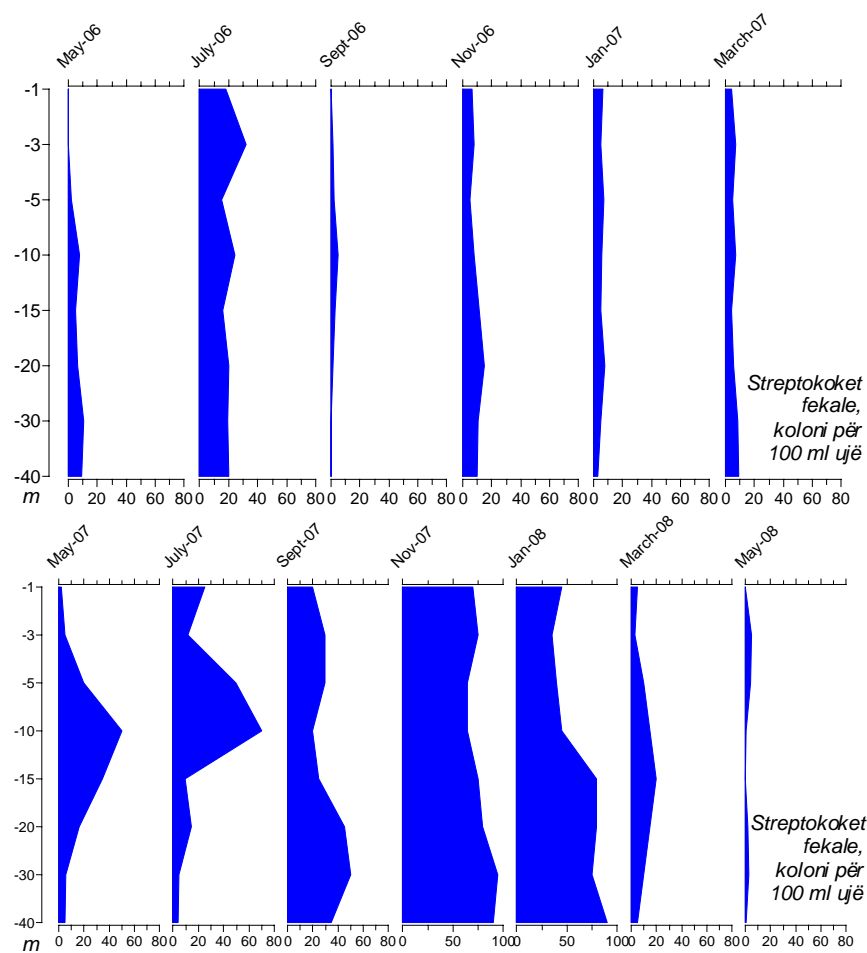 May-06 July-06 Sept-06 Nov-06 Jan-07 March-07
-1
-3
-5
-10
-15
-20
-30
-40
m
Streptokoket
fekale,
koloni për
100 ml ujë
0 20 40 60 80 0 20 40 60 80 0 20 40 60 80 0 20 40 60 80 0 20 40 60 80 0 20 40 60 80
May-07 July-07 Sept-07 Nov-07 Jan-08 March-08 May-08
-1
-3
-5
-10
-15
-20
-30
-40
m
Streptokoket
fekale,
koloni për
100 ml ujë
0 20 40 60 80 0 20 40 60 80 0 20 40 60 80 0 50 100 0 50 100 0 20 40 60 80 0 20 40 60 80